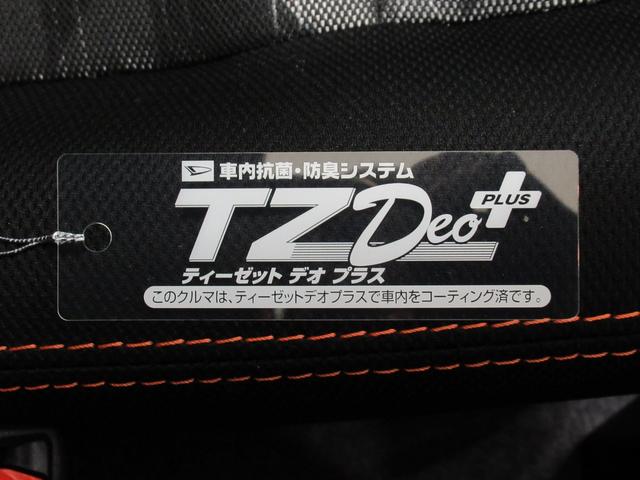 車内抗菌・防臭システム
TZ Deo PLUS
ティーゼット デオ プラス
このクルマは、ティーゼットデオプラスで車内をコーティング済です。